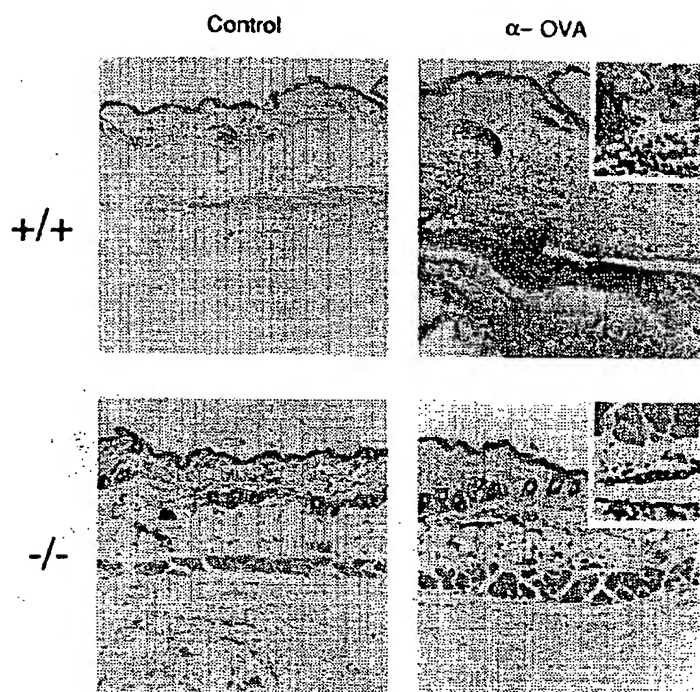 Control
α- OVA
+/+
-/-